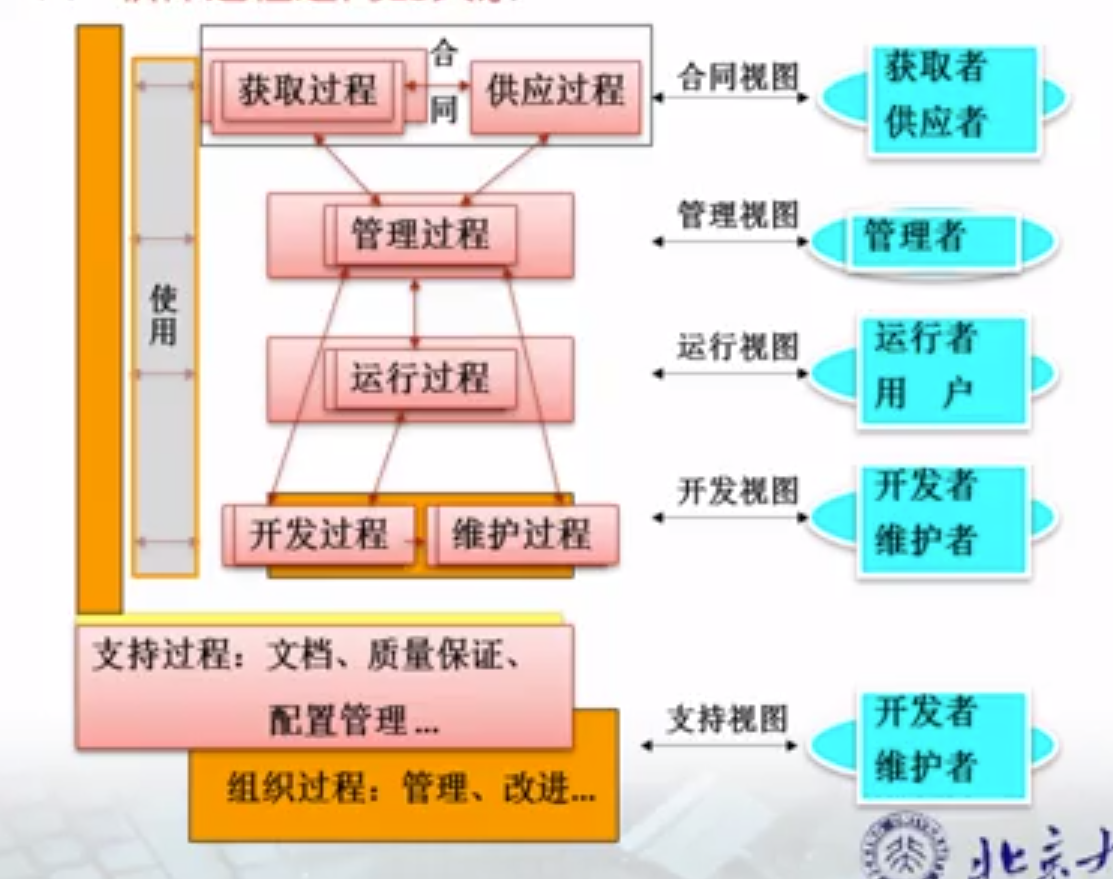 获取过程
合
同
供应过程
合同视图
获取者
供应者
管理过程
管理视图
管理者
使
用
运行过程
运行视图
运行者
用 户
开发过程
维护过程
开发视图
开发者
维护者
支持过程：文档、质量保证、
配置管理...
支持视图
开发者
维护者
组织过程：管理、改进...
北京